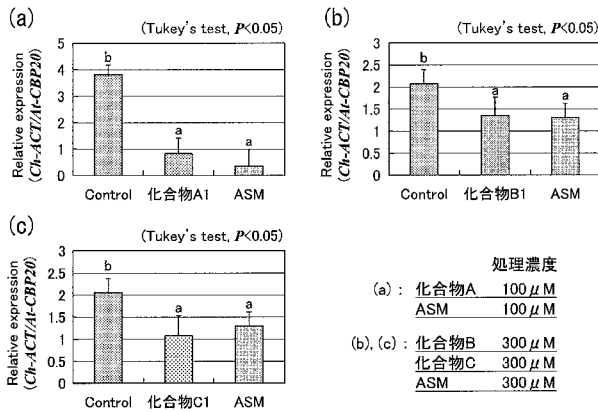 (a)
(Tukey's test, P<0.05)
Relative expression
(Ch-ACT/At-CBP20)
5
4
3
2
1
0
b
a
a
Control 化合物A1 ASM
(b)
(Tukey's test, P<0.05)
Relative expression
(Ch-ACT/At-CBP20)
3
2.5
2
1.5
1
0.5
0
b
a
a
Control 化合物B1 ASM
(c)
(Tukey's test, P<0.05)
Relative expression
(Ch-ACT/At-CBP20)
3
2.5
2
1.5
1
0.5
0
b
a
a
Control 化合物C1 ASM
処理濃度
(a) : 化合物A 100μM
ASM 100μM
(b), (c) : 化合物B 300μM
化合物C 300μM
ASM 300μM